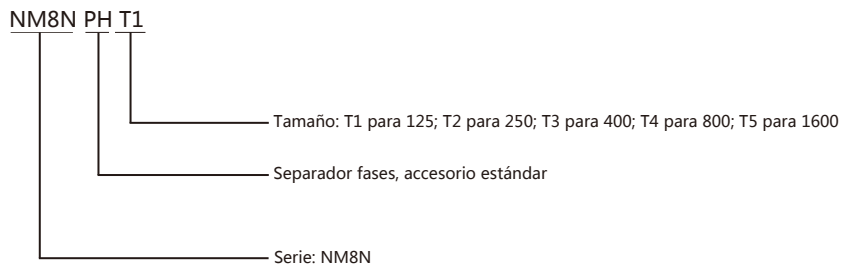 NM8N PH T1
Tamaño: T1 para 125; T2 para 250; T3 para 400; T4 para 800; T5 para 1600
Separador fases, accesorio estándar
Serie: NM8N